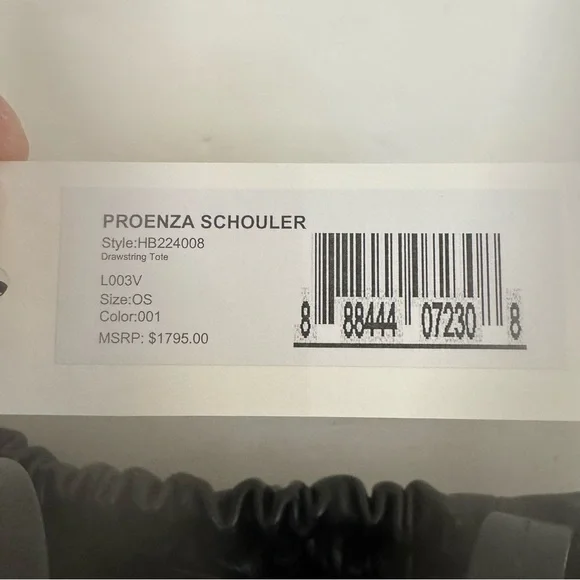 PROENZA SCHOULER
Style:HB224008
Drawstring Tote
L003V
Size:OS
Color:001
MSRP: $1795.00
8 88444 07230 8